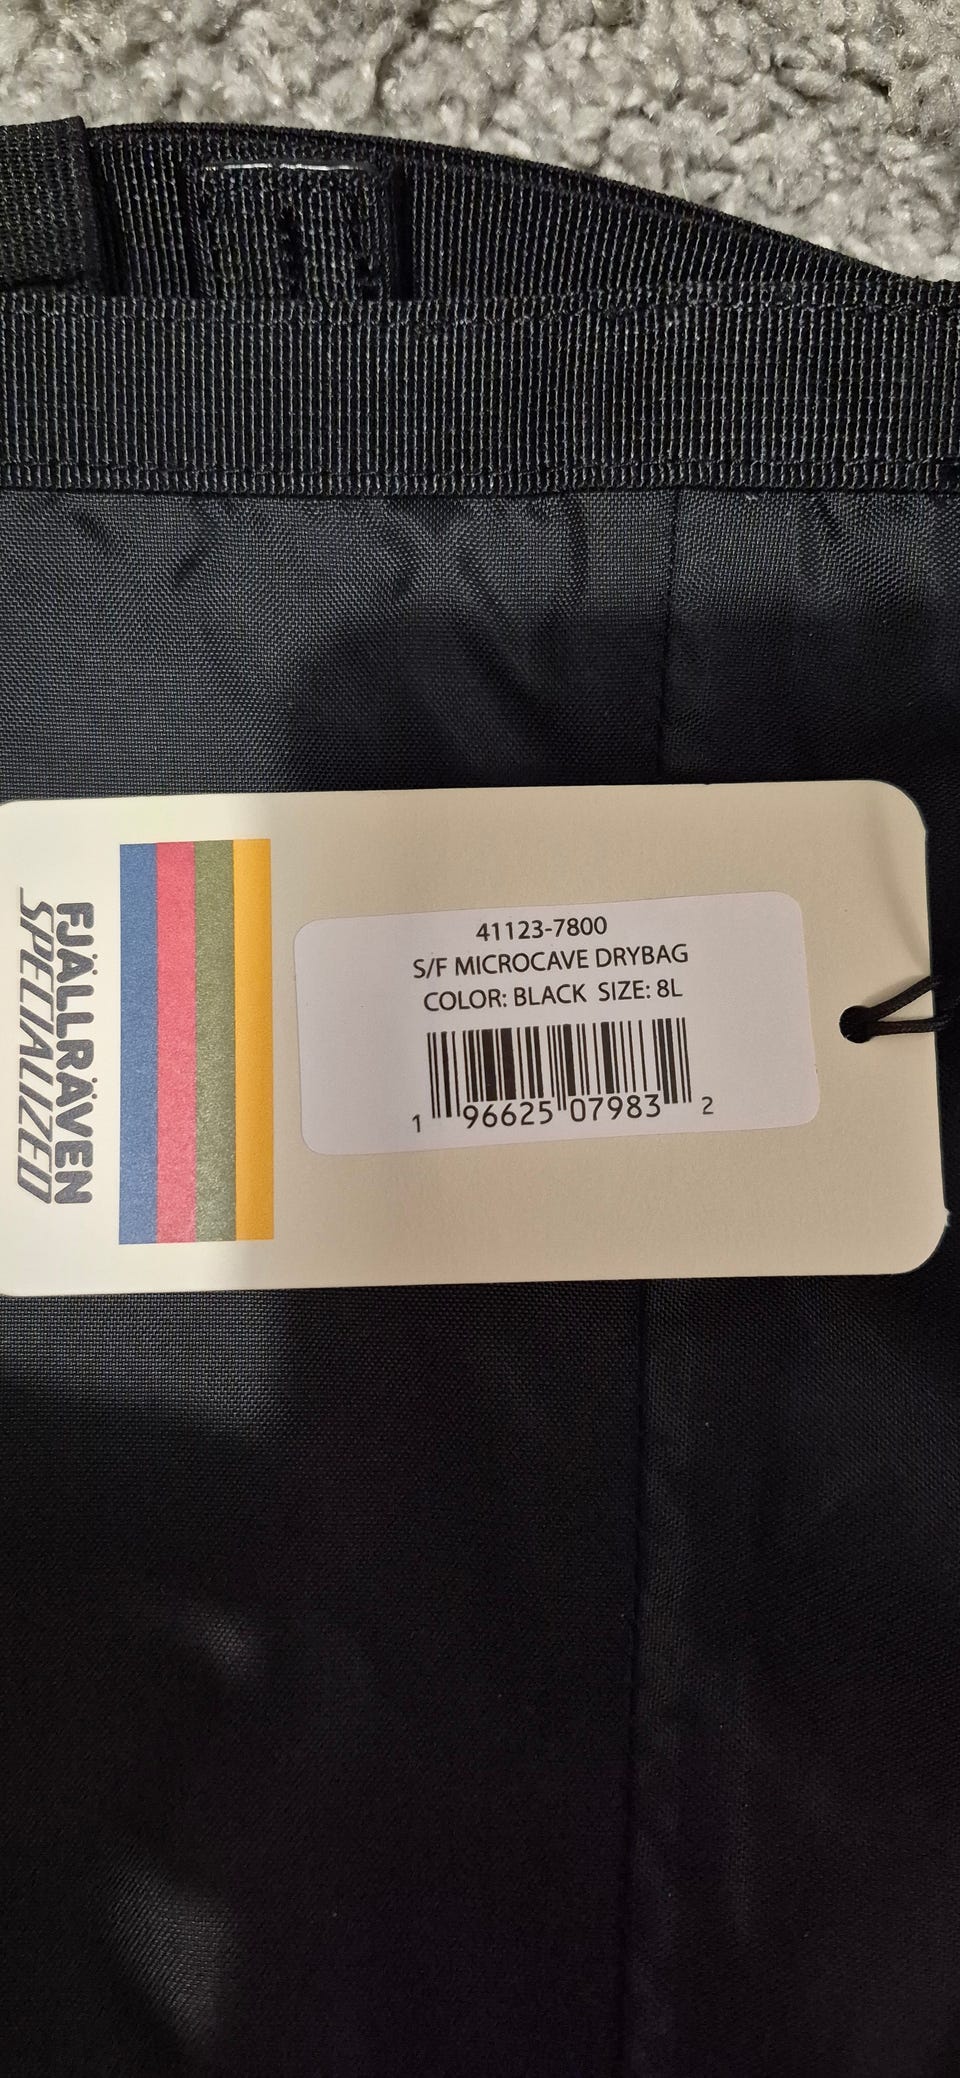 FJÄLLRÄVEN
SPECIALIZED
41123-7800
S/F MICROCAVE DRYBAG
COLOR: BLACK SIZE: 8L
1 96625 07983 2